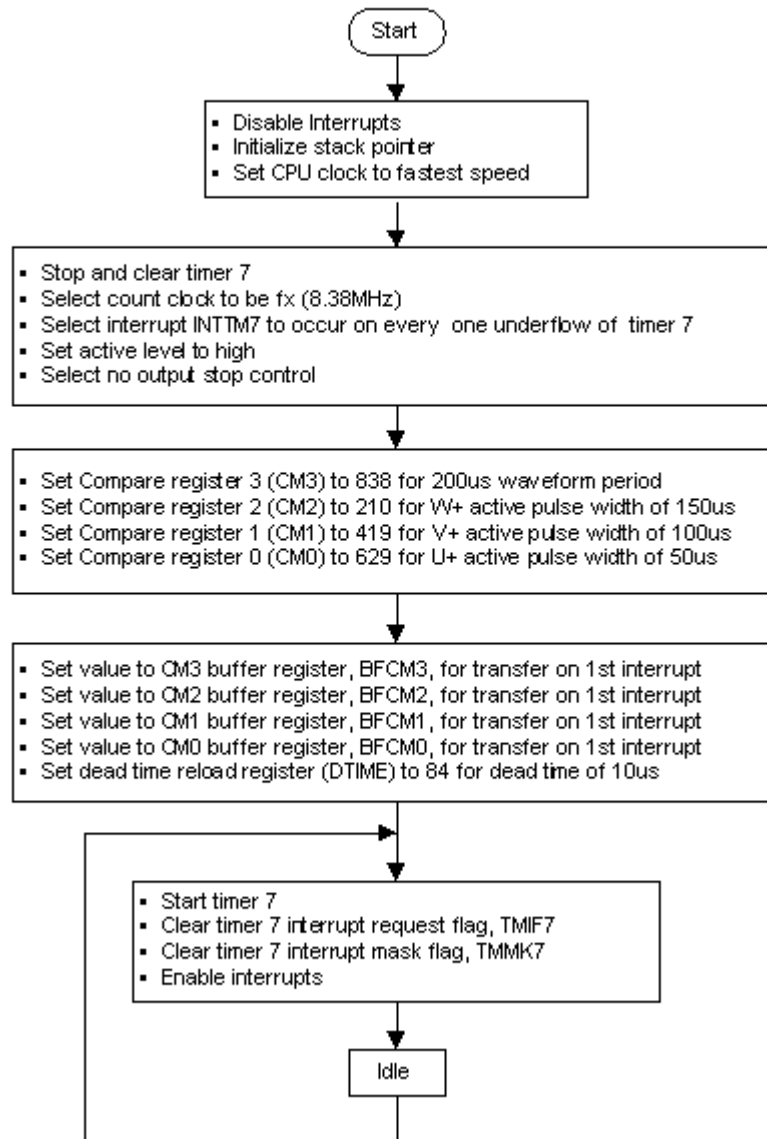 Start
▪ Disable Interrupts
▪ Initialize stack pointer
▪ Set CPU clock to fastest speed
▪ Stop and clear timer 7
▪ Select count clock to be fx (8.38MHz)
▪ Select interrupt INTTM7 to occur on every one underflow of timer 7
▪ Set active level to high
▪ Select no output stop control
▪ Set Compare register 3 (CM3) to 838 for 200us waveform period
▪ Set Compare register 2 (CM2) to 210 for W+ active pulse width of 150us
▪ Set Compare register 1 (CM1) to 419 for V+ active pulse width of 100us
▪ Set Compare register 0 (CM0) to 629 for U+ active pulse width of 50us
▪ Set value to CM3 buffer register, BFCM3, for transfer on 1st interrupt
▪ Set value to CM2 buffer register, BFCM2, for transfer on 1st interrupt
▪ Set value to CM1 buffer register, BFCM1, for transfer on 1st interrupt
▪ Set value to CM0 buffer register, BFCM0, for transfer on 1st interrupt
▪ Set dead time reload register (DTIME) to 84 for dead time of 10us
▪ Start timer 7
▪ Clear timer 7 interrupt request flag, TMIF7
▪ Clear timer 7 interrupt mask flag, TMMK7
▪ Enable interrupts
Idle